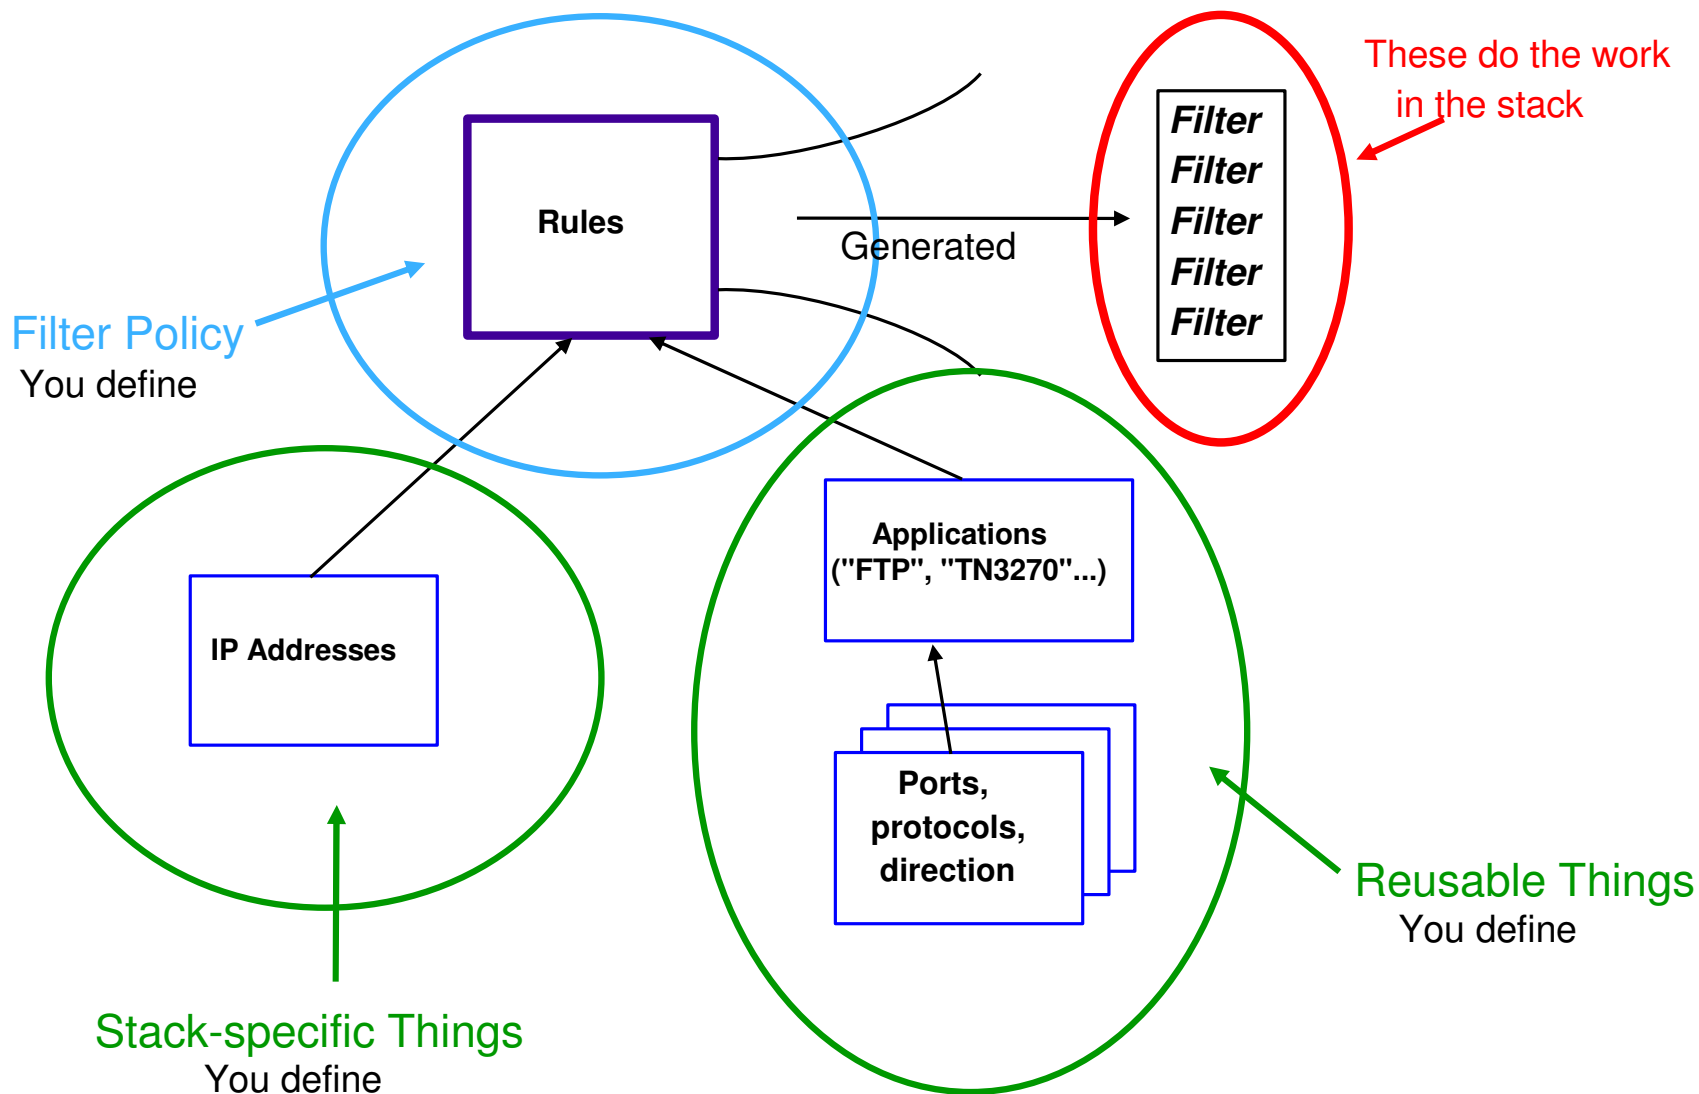 These do the work
in the stack
Filter
Filter
Filter
Filter
Filter
Rules
Generated
Filter Policy
You define
Applications
("FTP", "TN3270"...)
IP Addresses
Ports,
protocols,
direction
Reusable Things
You define
Stack-specific Things
You define